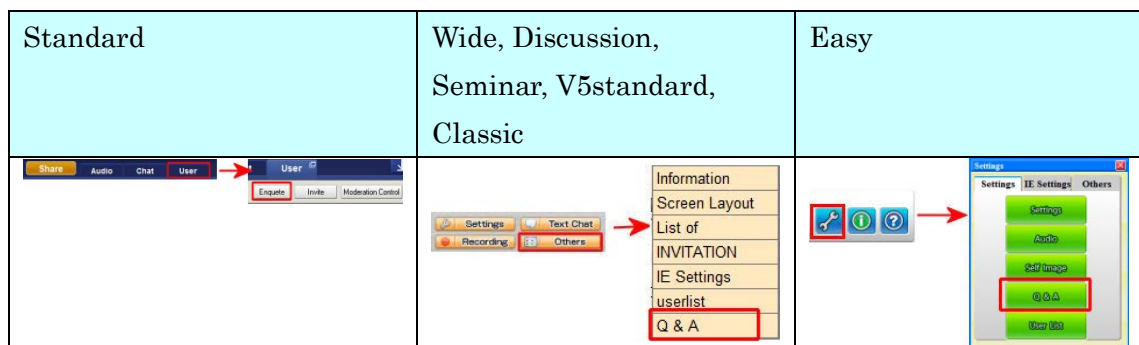 Standard
Wide, Discussion,
Seminar, V5standard,
Classic
Easy
Share Audio Chat User
User
Enquete Invite Moderation Control
Settings Text Chat
Recording Others
Information
Screen Layout
List of
INVITATION
IE Settings
userlist
Q & A
Settings
Settings IE Settings Others
Settings
Audio
Self Image
Q & A
User List